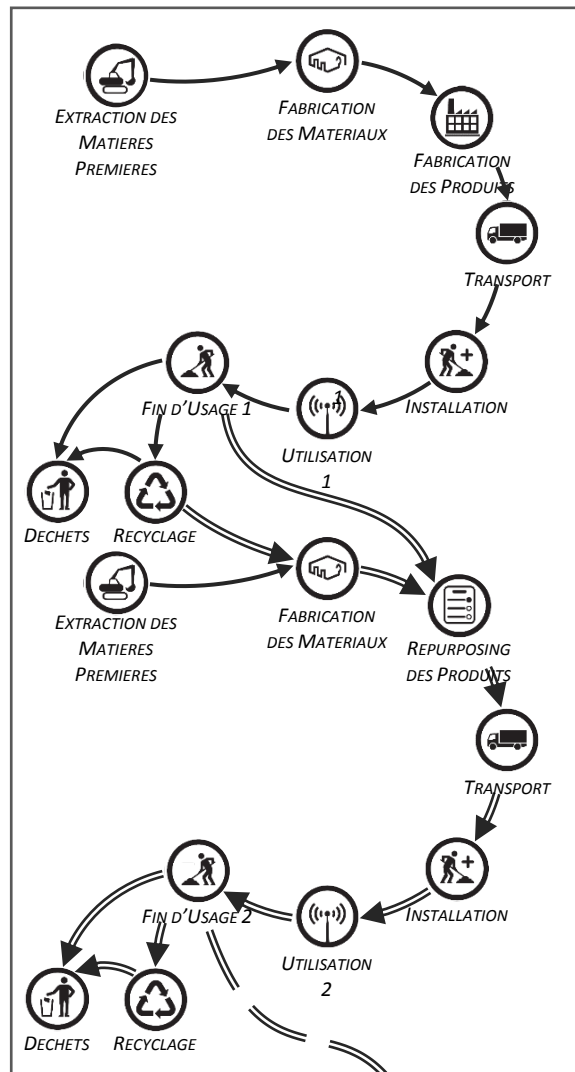 EXTRACTION DES
MATIERES
PREMIERES
FABRICATION
DES MATERIAUX
FABRICATION
DES PRODUITS
TRANSPORT
INSTALLATION
1
UTILISATION
1
FIN D'USAGE 1
DECHETS
RECYCLAGE
EXTRACTION DES
MATIERES
PREMIERES
FABRICATION
DES MATERIAUX
REPURPOSING
DES PRODUITS
TRANSPORT
INSTALLATION
UTILISATION
2
FIN D'USAGE 2
DECHETS
RECYCLAGE